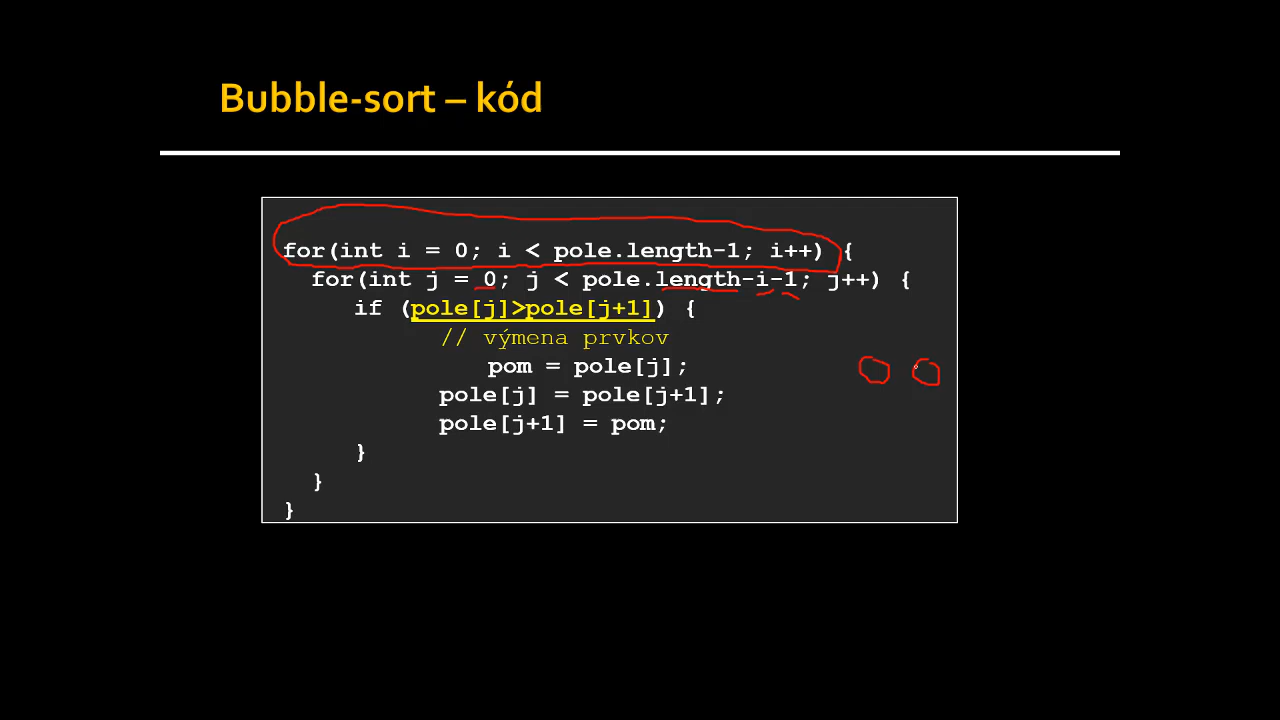 Bubble-sort – kód
for(int i = 0; i < pole.length-1; i++) {
for(int j = 0; j < pole.length-i-1; j++) {
if (pole[j]>pole[j+1]) {
// výmena prvkov
pom = pole[j];
pole[j] = pole[j+1];
pole[j+1] = pom;
}
}
}